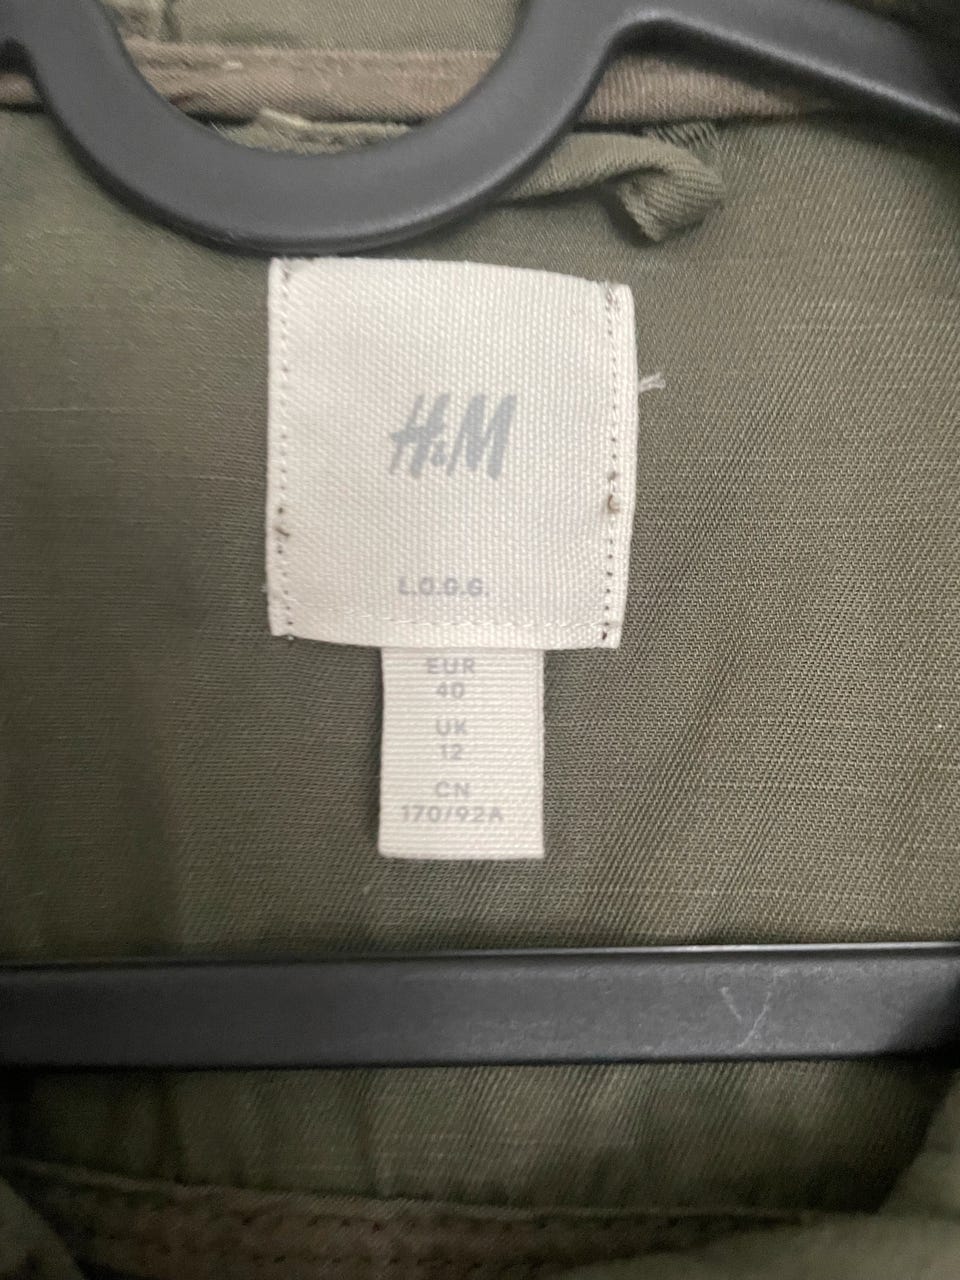 H&M
L.O.G.G.
EUR
40
UK
12
CN
170/92A